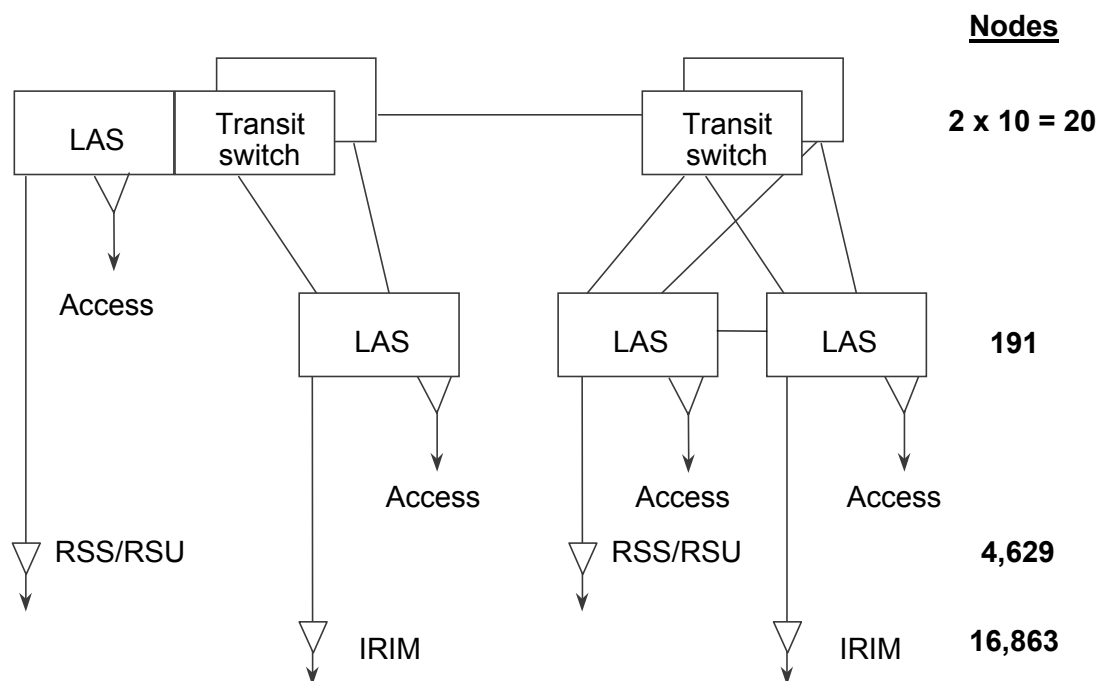 Nodes
LAS
Transit
switch
Transit
switch
2 x 10 = 20
Access
LAS
LAS
LAS
191
Access
Access
Access
RSS/RSU
RSS/RSU
4,629
IRIM
IRIM
16,863